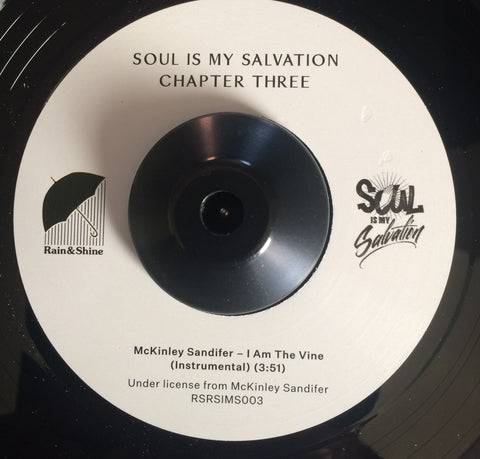 SOUL IS MY SALVATION
CHAPTER THREE
Rain&Shine
SOUL
IS MY
Salvation
McKinley Sandifer – I Am The Vine
(Instrumental) (3:51)
Under license from McKinley Sandifer
RSRSIMS003